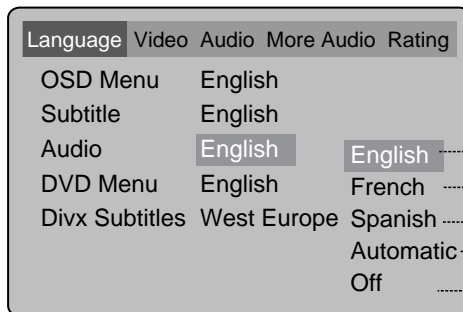 Language Video Audio More Audio Rating
OSD Menu English
Subtitle English
Audio English English
DVD Menu English French
Divx Subtitles West Europe Spanish
Automatic
Off